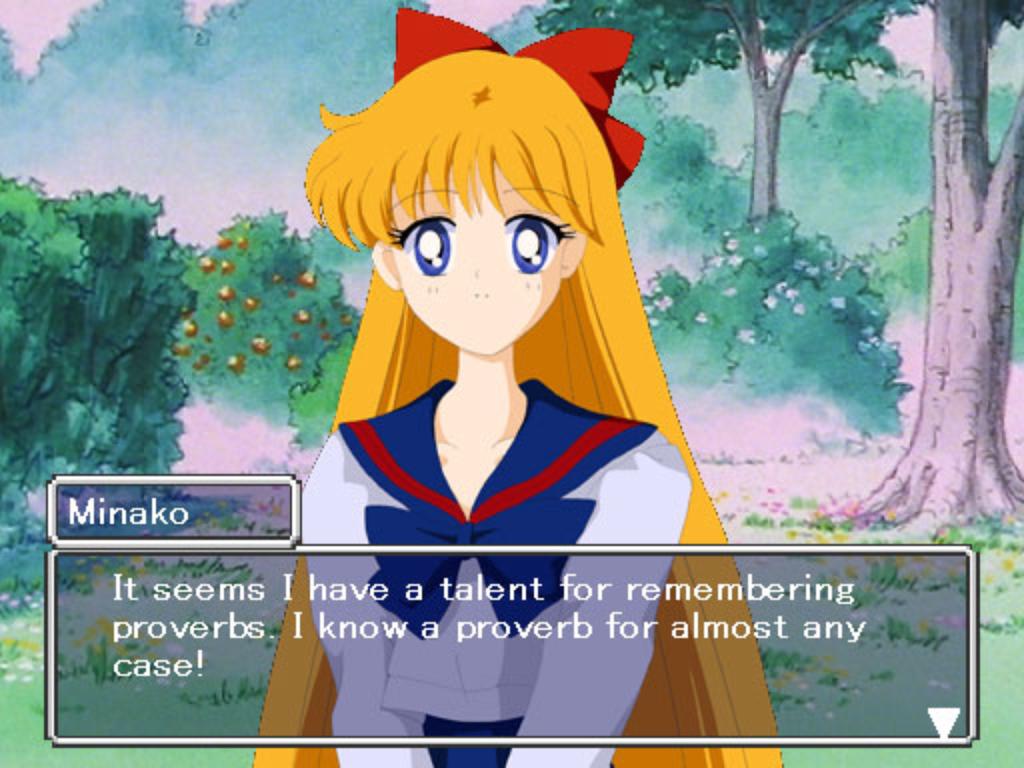 Minako
It seems I have a talent for remembering
proverbs. I know a proverb for almost any
case!